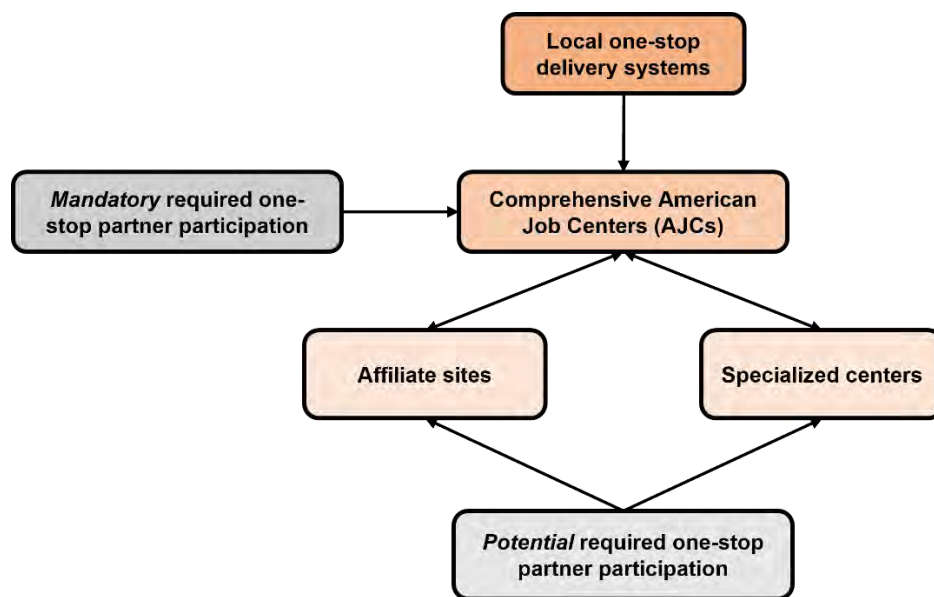 Local one-stop
delivery systems
Mandatory required one-
stop partner participation
Comprehensive American
Job Centers (AJCs)
Affiliate sites
Specialized centers
Potential required one-stop
partner participation